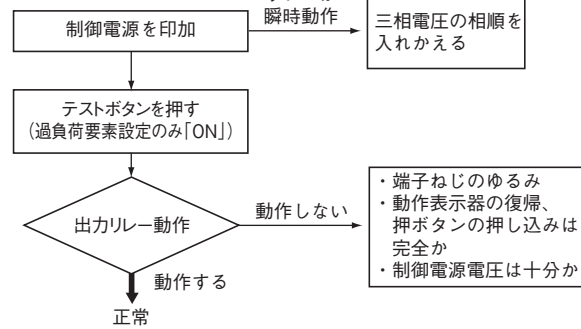 制御電源を印加
瞬時動作
三相電圧の相順を
入れかえる
テストボタンを押す
(過負荷要素設定のみ「ON」)
出力リレー動作
動作しない
・端子ねじのゆるみ
・動作表示器の復帰、
押ボタンの押し込みは
完全か
・制御電源電圧は十分か
動作する
正常